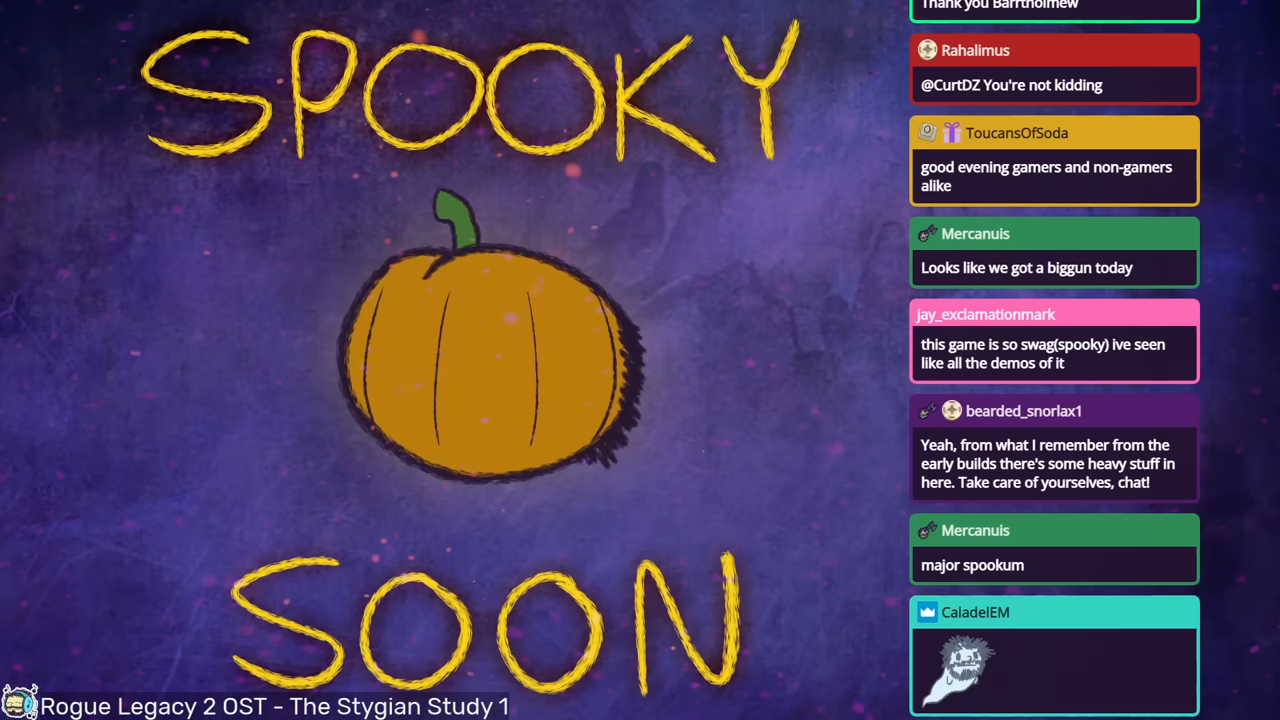 SPOOKY
SOON
Rogue Legacy 2 OST - The Stygian Study 1
Thank you Barrtholmew
Rahalimus
@CurtDZ You're not kidding
ToucansOfSoda
good evening gamers and non-gamers
alike
Mercanuis
Looks like we got a biggun today
jay_exclamationmark
this game is so swag(spooky) ive seen
like all the demos of it
bearded_snorlax1
Yeah, from what I remember from the
early builds there's some heavy stuff in
here. Take care of yourselves, chat!
Mercanuis
major spookum
CaladelEM